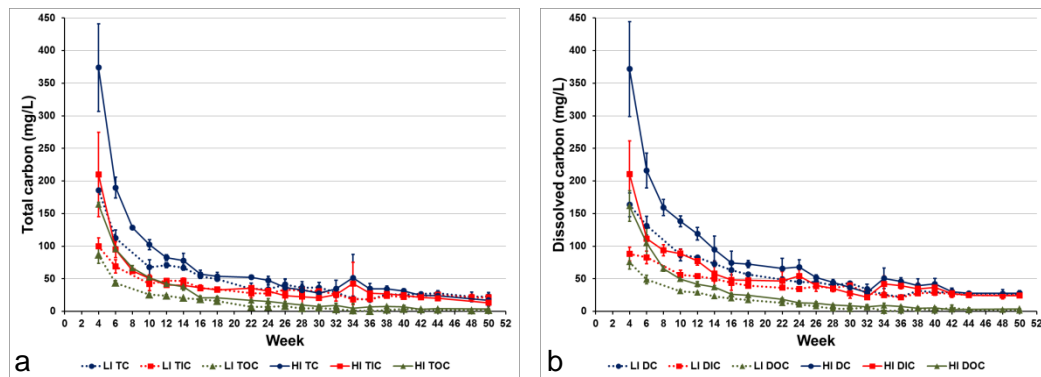 450
400
350
300
250
200
150
100
50
0
Total carbon (mg/L)
0 2 4 6 8 10 12 14 16 18 20 22 24 26 28 30 32 34 36 38 40 42 44 46 48 50 52
Week
a
LI TC LI TIC LI TOC HI TC HI TIC HI TOC
450
400
350
300
250
200
150
100
50
0
Dissolved carbon (mg/L)
0 2 4 6 8 10 12 14 16 18 20 22 24 26 28 30 32 34 36 38 40 42 44 46 48 50 52
Week
b
LI DC LI DIC LI DOC HI DC HI DIC HI DOC